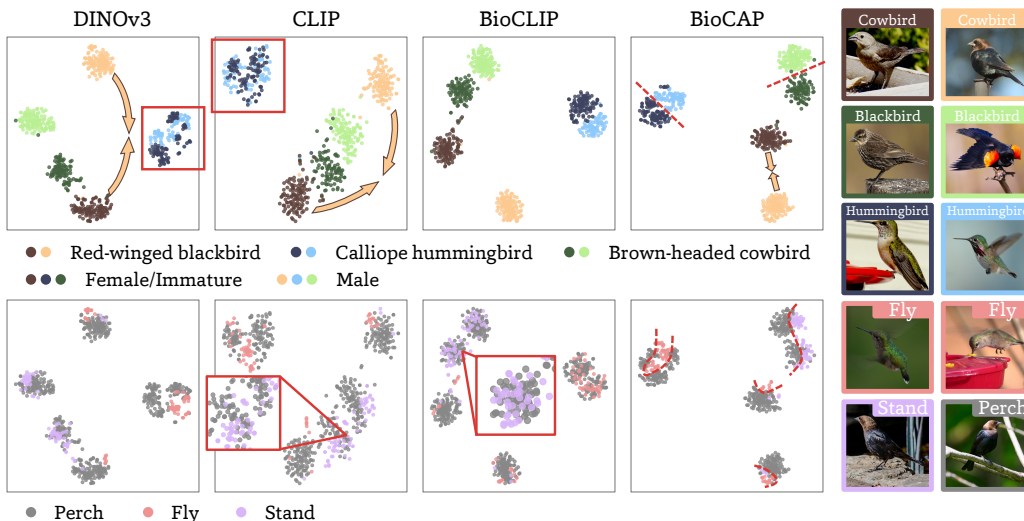 DINOv3 CLIP BioCLIP BioCAP
Cowbird Cowbird
Blackbird Blackbird
Hummingbird Hummingbird
Red-winged blackbird Calliope hummingbird Brown-headed cowbird
Female/Immature Male
Fly Fly
Stand Perch
Perch Fly Stand